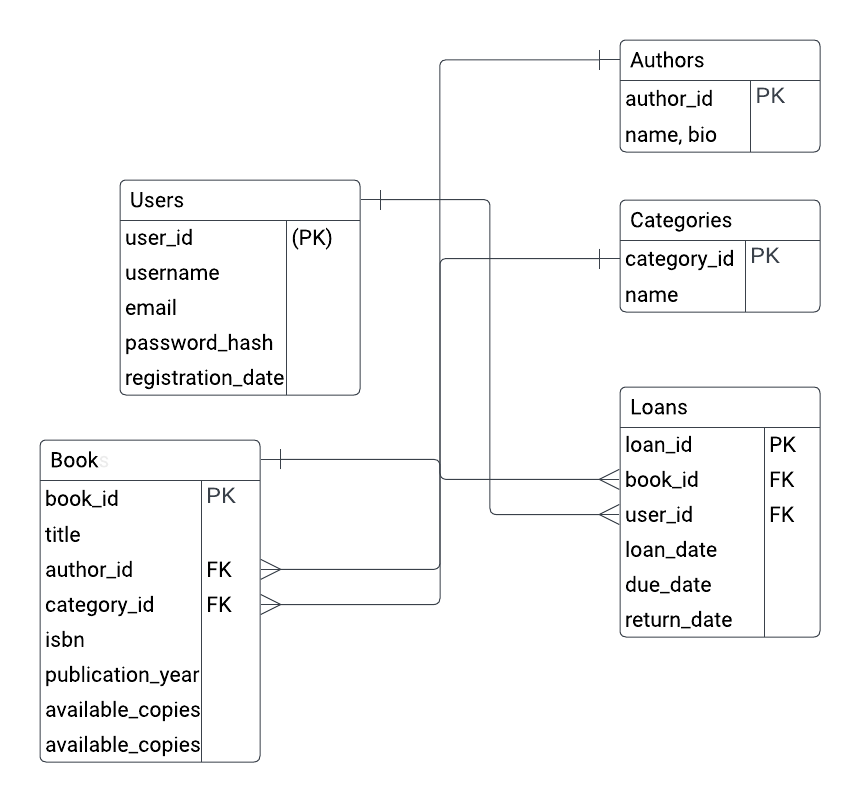 Authors
author_id PK
name, bio
Users
user_id (PK)
username
email
password_hash
registration_date
Categories
category_id PK
name
Loans
loan_id PK
book_id FK
user_id FK
loan_date
due_date
return_date
Books
book_id PK
title
author_id FK
category_id FK
isbn
publication_year
available_copies
available_copies